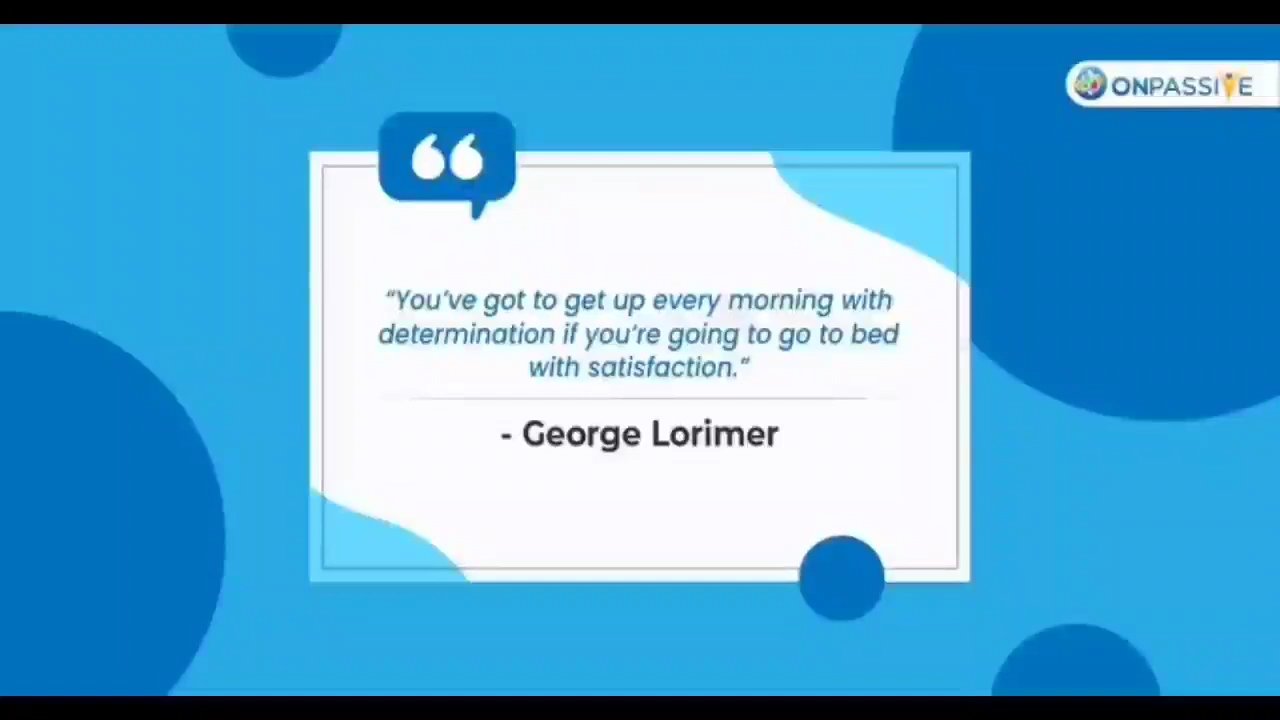 ONPASSIVE
“You’ve got to get up every morning with
determination if you’re going to go to bed
with satisfaction.”
- George Lorimer